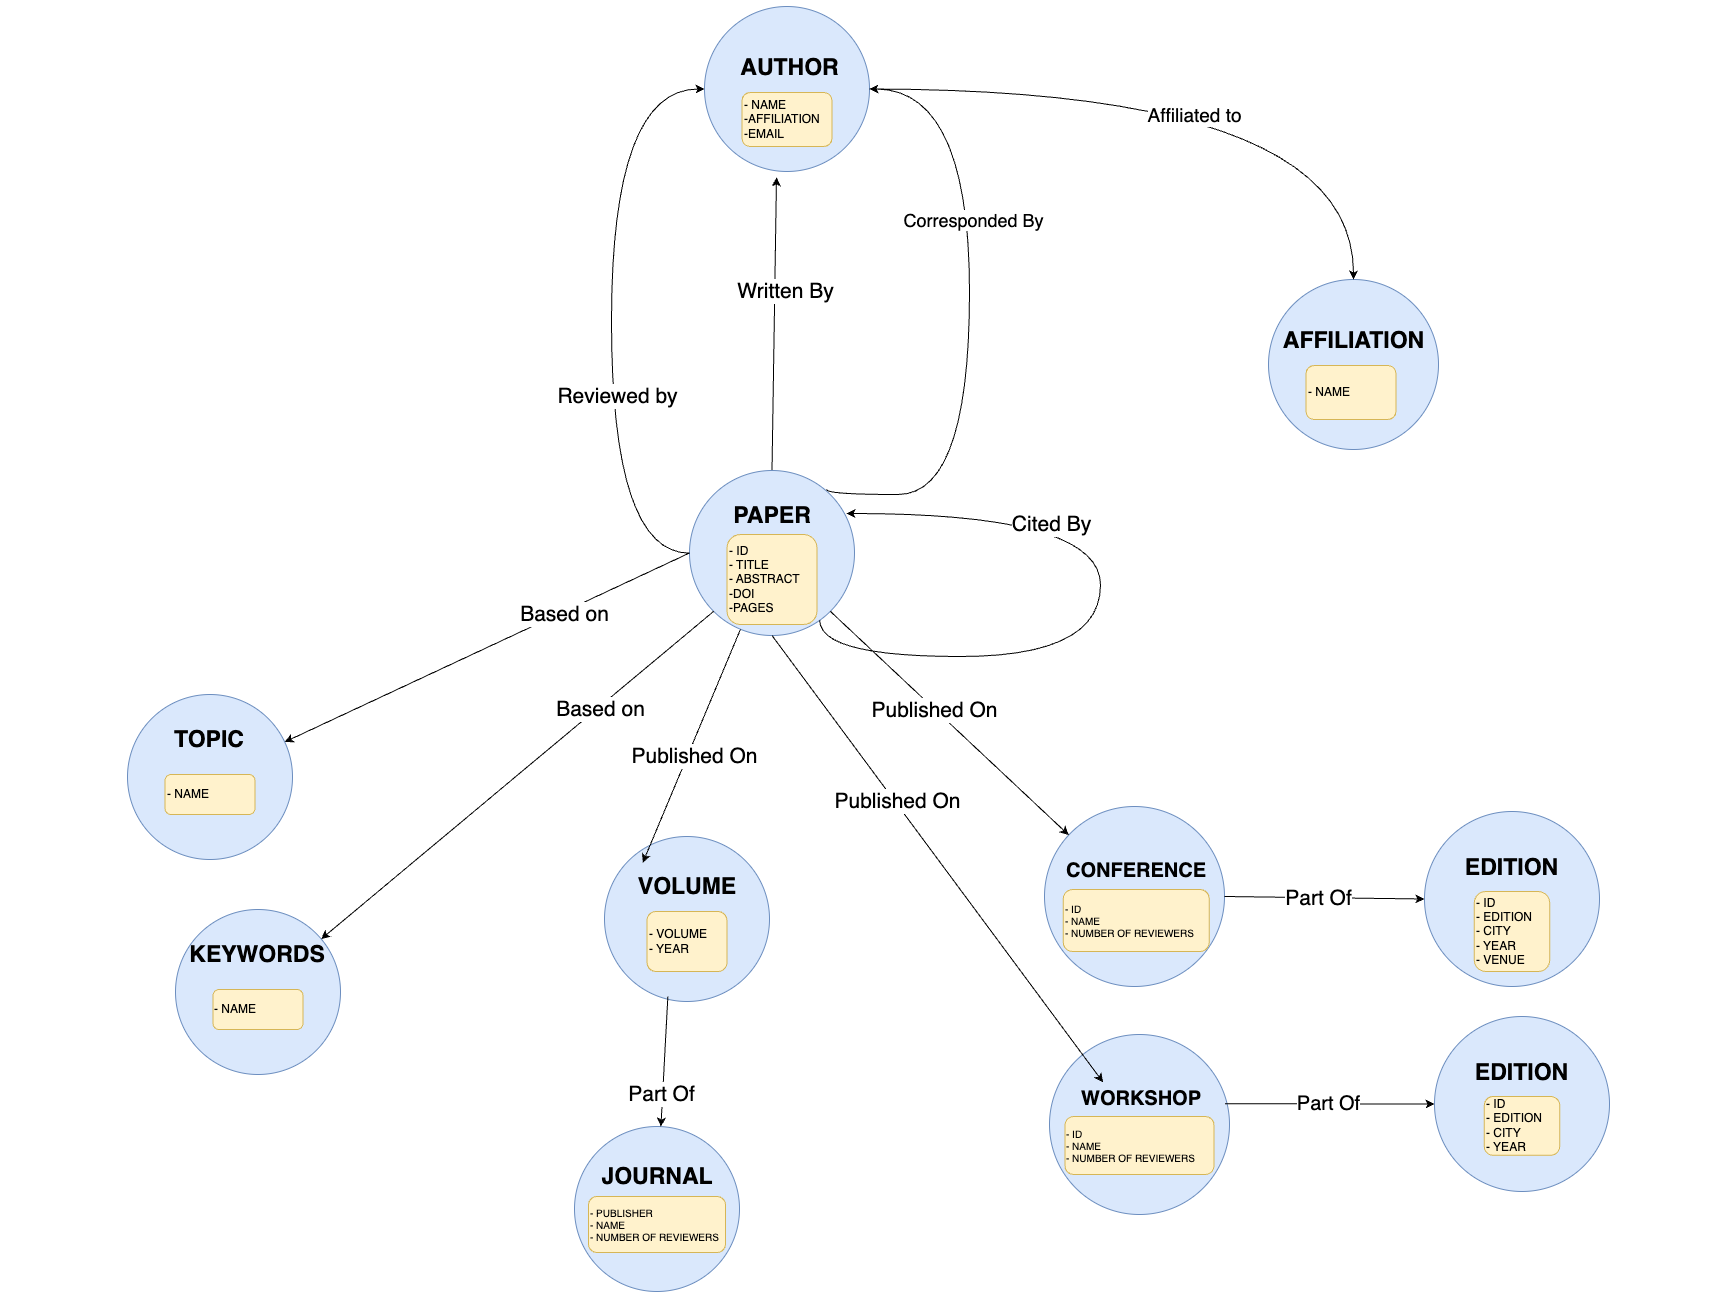 AUTHOR
- NAME
-AFFILIATION
-EMAIL
Affiliated to
Corresponded By
Written By
AFFILIATION
- NAME
Reviewed by
PAPER
- ID
- TITLE
- ABSTRACT
-DOI
-PAGES
Cited By
Based on
Based on
Published On
Published On
Published On
TOPIC
- NAME
KEYWORDS
- NAME
VOLUME
- VOLUME
- YEAR
CONFERENCE
- ID
- NAME
- NUMBER OF REVIEWERS
Part Of
EDITION
- ID
- EDITION
- CITY
- YEAR
- VENUE
Part Of
JOURNAL
- PUBLISHER
- NAME
- NUMBER OF REVIEWERS
WORKSHOP
- ID
- NAME
- NUMBER OF REVIEWERS
Part Of
EDITION
- ID
- EDITION
- CITY
- YEAR